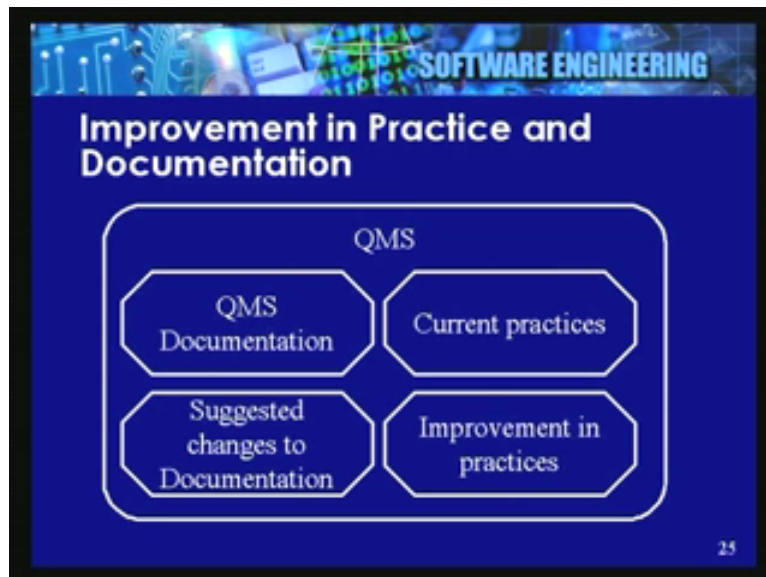 SOFTWARE ENGINEERING
Improvement in Practice and
Documentation
QMS
QMS
Documentation
Current practices
Suggested
changes to
Documentation
Improvement in
practices
25